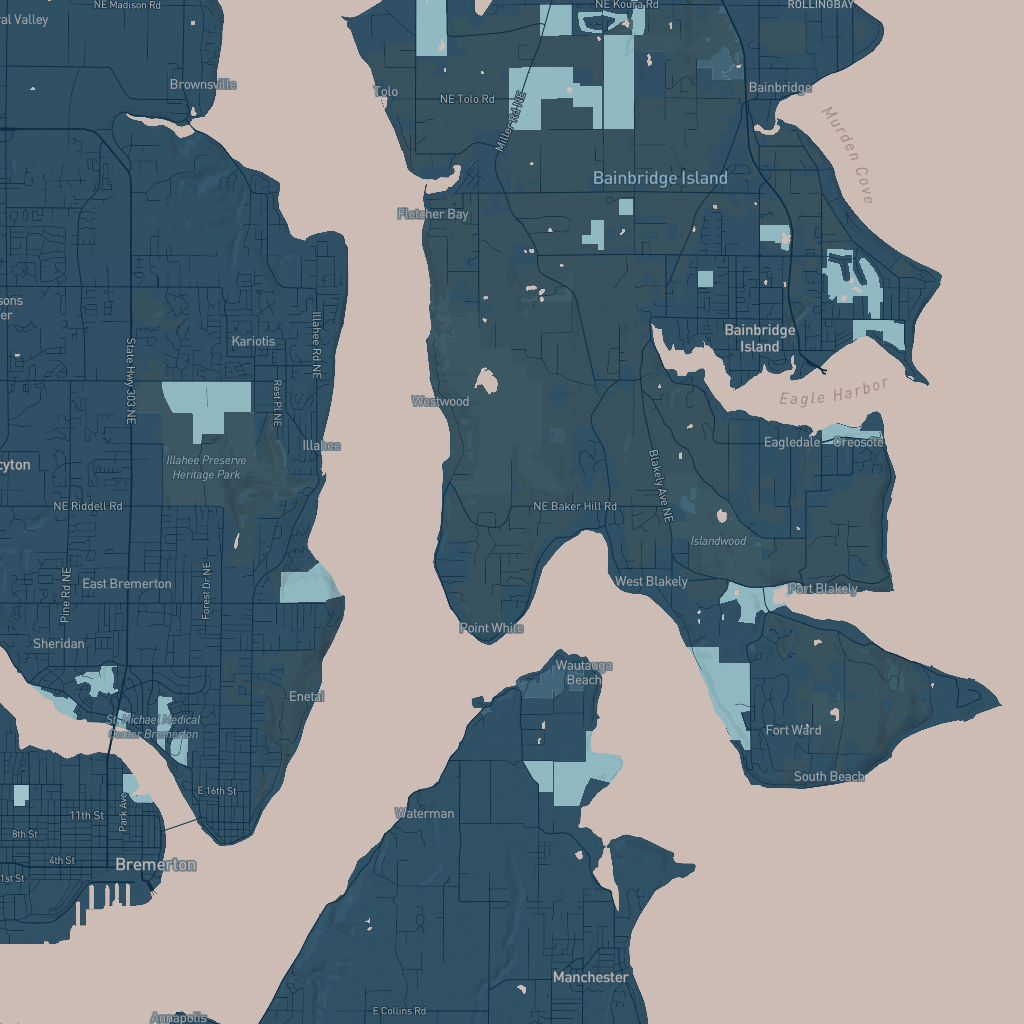 NE Madison Rd
NE Koura Rd
ROLLINGBAY
Brownsville
Tolo
NE Tolo Rd
Miller Rd NE
Bainbridge
Murden Cove
Bainbridge Island
Fletcher Bay
Kariotis
Illahee Rd NE
State Hwy 303 NE
Rest Pl NE
Bainbridge
Island
Eagle Harbor
Westwood
Illahee
Eagledale
Creosote
Illahee Preserve
Heritage Park
Blakely Ave NE
NE Riddell Rd
NE Baker Hill Rd
Islandwood
East Bremerton
Pine Rd NE
Forest Dr NE
West Blakely
Port Blakely
Point White
Sheridan
Wautauga
Beach
Enetai
St. Michael Medical
Center Bremerton
Fort Ward
South Beach
E 16th St
Park Ave
11th St
Waterman
8th St
4th St
1st St
Bremerton
Manchester
E Collins Rd
Annapolis